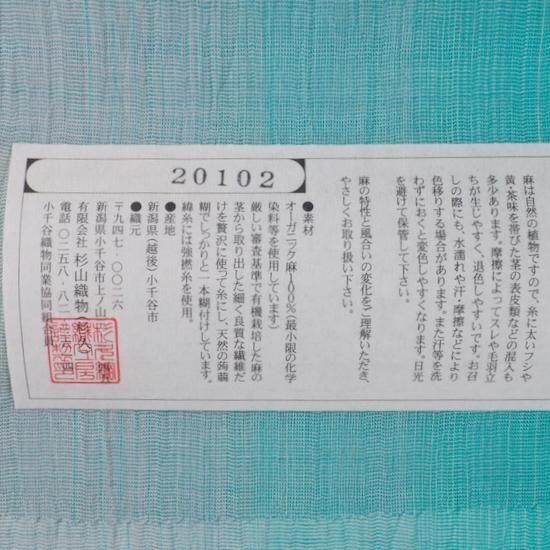 20102
麻は自然の植物ですので、糸に太いフシや
黄・茶味を帯びた茎の表皮類などの混入も
多少あります。摩擦によってスレや毛羽立
ちが生じやすく、退色しやすいです。お召
しの際にも、水濡れや汗・摩擦などにより
色移りする場合があります。また汗等を洗
わずにおくと変色しやすくなります。日光
を避けて保管して下さい。
麻の特性と風合いの変化をご理解いただき、
やさしくお取り扱い下さい。
●素材
オーガニック麻100％（最小限の化学
染料等を使用しています）
厳しい審査基準で有機栽培した麻の
茎から取り出した細く良質な繊維だ
けを贅沢に使って糸にし、天然の蒟蒻
糊でしっかりと一本糊付けしています。
緯糸には強撚糸を使用。
●産地
新潟県（越後）小千谷市
●織元
〒九四七‐〇〇二六
新潟県小千谷市上ノ山
有限会社 杉山織物
電話 〇二五八‐八二
小千谷織物同業協同組合員